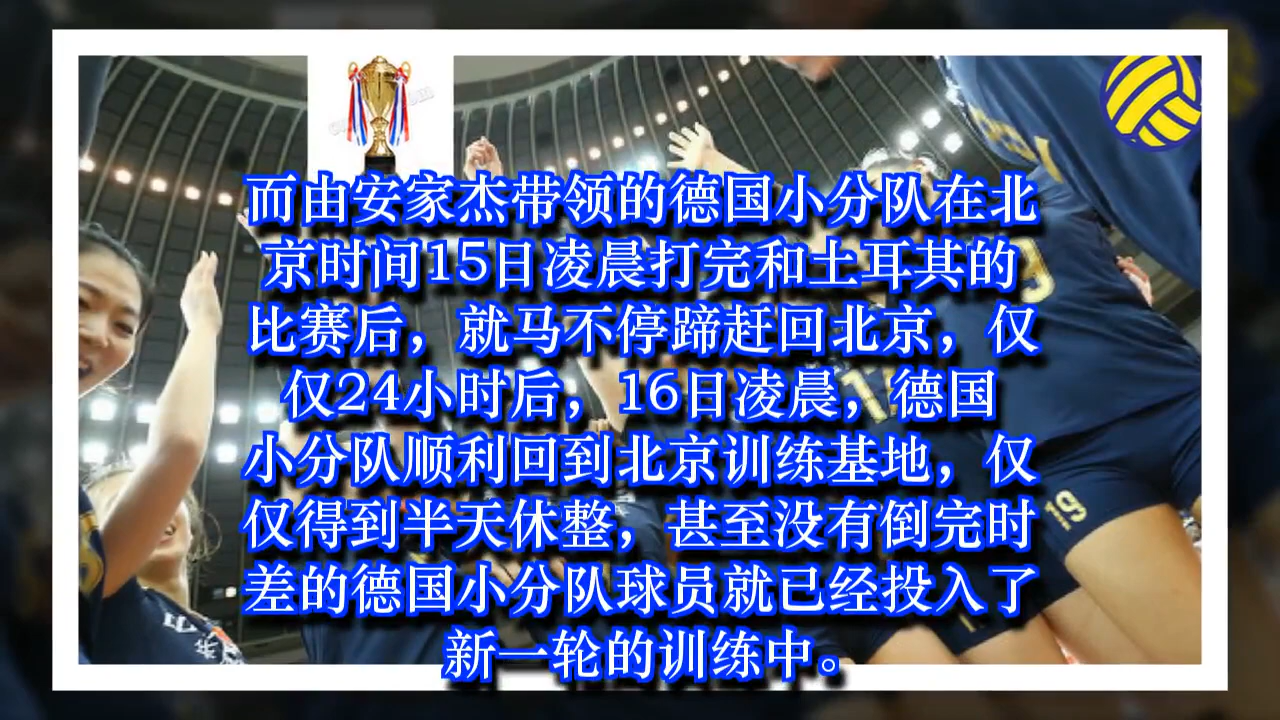 而由安家杰带领的德国小分队在北
京时间15日凌晨打完和土耳其的
比赛后，就马不停蹄赶回北京，仅
仅24小时后，16日凌晨，德国
小分队顺利回到北京训练基地，仅
仅得到半天休整，甚至没有倒完时
差的德国小分队球员就已经投入了
新一轮的训练中。
9
19